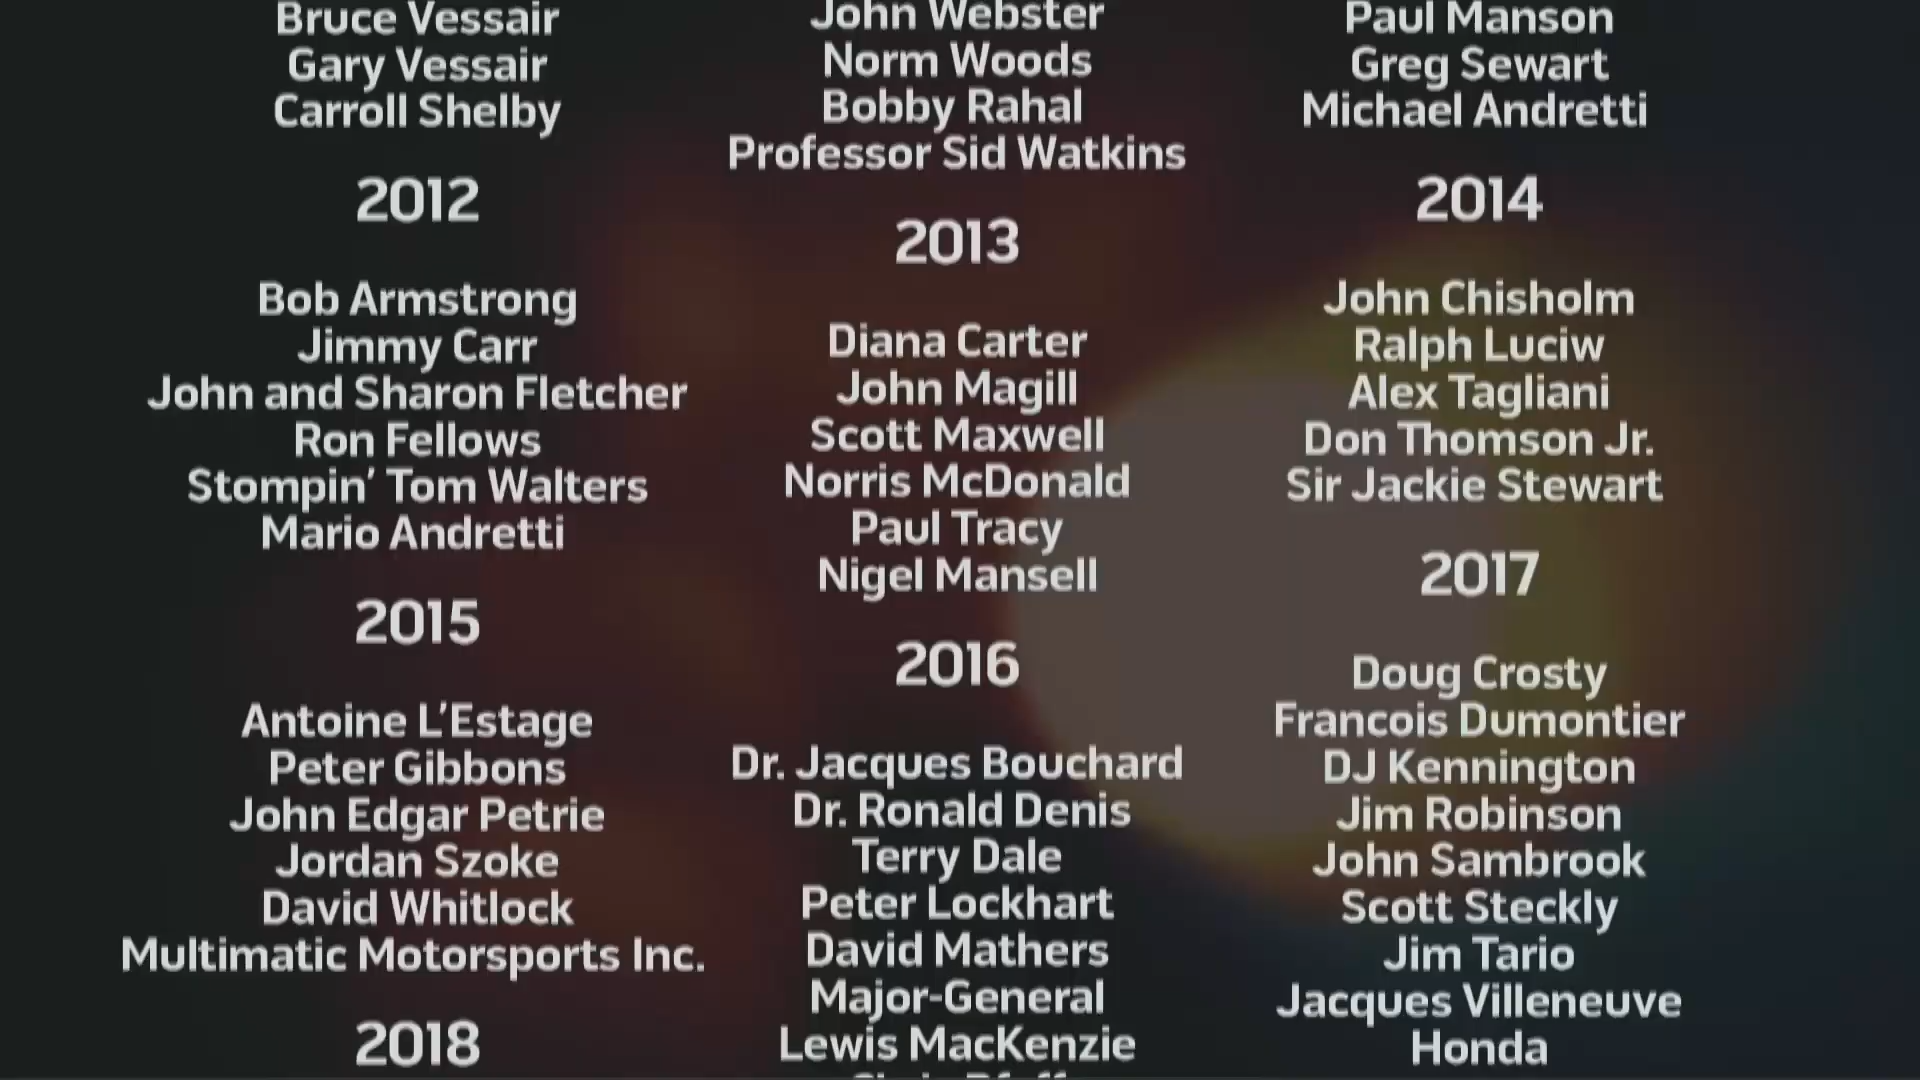 Bruce Vessair
Gary Vessair
Carroll Shelby
2012
Bob Armstrong
Jimmy Carr
John and Sharon Fletcher
Ron Fellows
Stompin' Tom Walters
Mario Andretti
2015
Antoine L'Estage
Peter Gibbons
John Edgar Petrie
Jordan Szoke
David Whitlock
Multimatic Motorsports Inc.
2018
John Webster
Norm Woods
Bobby Rahal
Professor Sid Watkins
2013
Diana Carter
John Magill
Scott Maxwell
Norris McDonald
Paul Tracy
Nigel Mansell
2016
Dr. Jacques Bouchard
Dr. Ronald Denis
Terry Dale
Peter Lockhart
David Mathers
Major-General
Lewis MacKenzie
Paul Manson
Greg Sewart
Michael Andretti
2014
John Chisholm
Ralph Luciw
Alex Tagliani
Don Thomson Jr.
Sir Jackie Stewart
2017
Doug Crosty
Francois Dumontier
DJ Kennington
Jim Robinson
John Sambrook
Scott Steckly
Jim Tario
Jacques Villeneuve
Honda